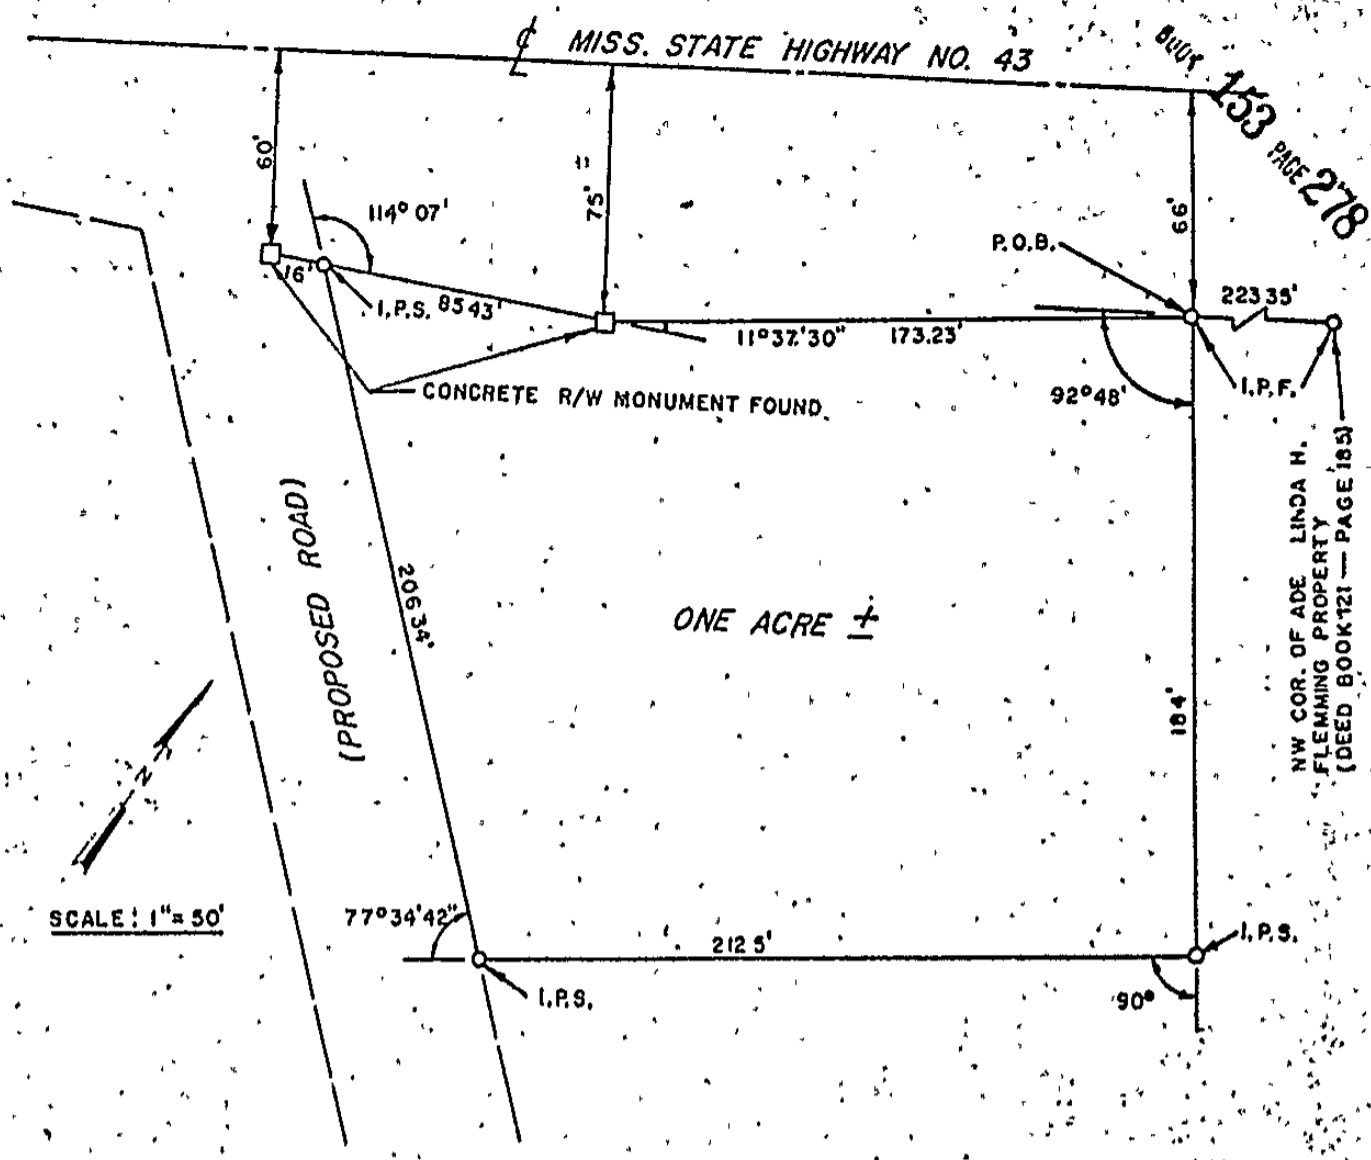 ℄ MISS. STATE HIGHWAY NO. 43
BOOK 153 PAGE 278
60'
75'
66'
114° 07'
P.O.B.
16'
I.P.S.
85 43'
223 35'
11°37'30"
173.23'
92°48'
I.P.F.
CONCRETE R/W MONUMENT FOUND
NW COR. OF ADE LINDA H.
FLEMMING PROPERTY
(DEED BOOK 121 — PAGE 185)
(PROPOSED ROAD)
206 34'
ONE ACRE ±
184'
N
SCALE: 1" = 50'
77°34'42"
212 5'
I.P.S.
I.P.S.
90°